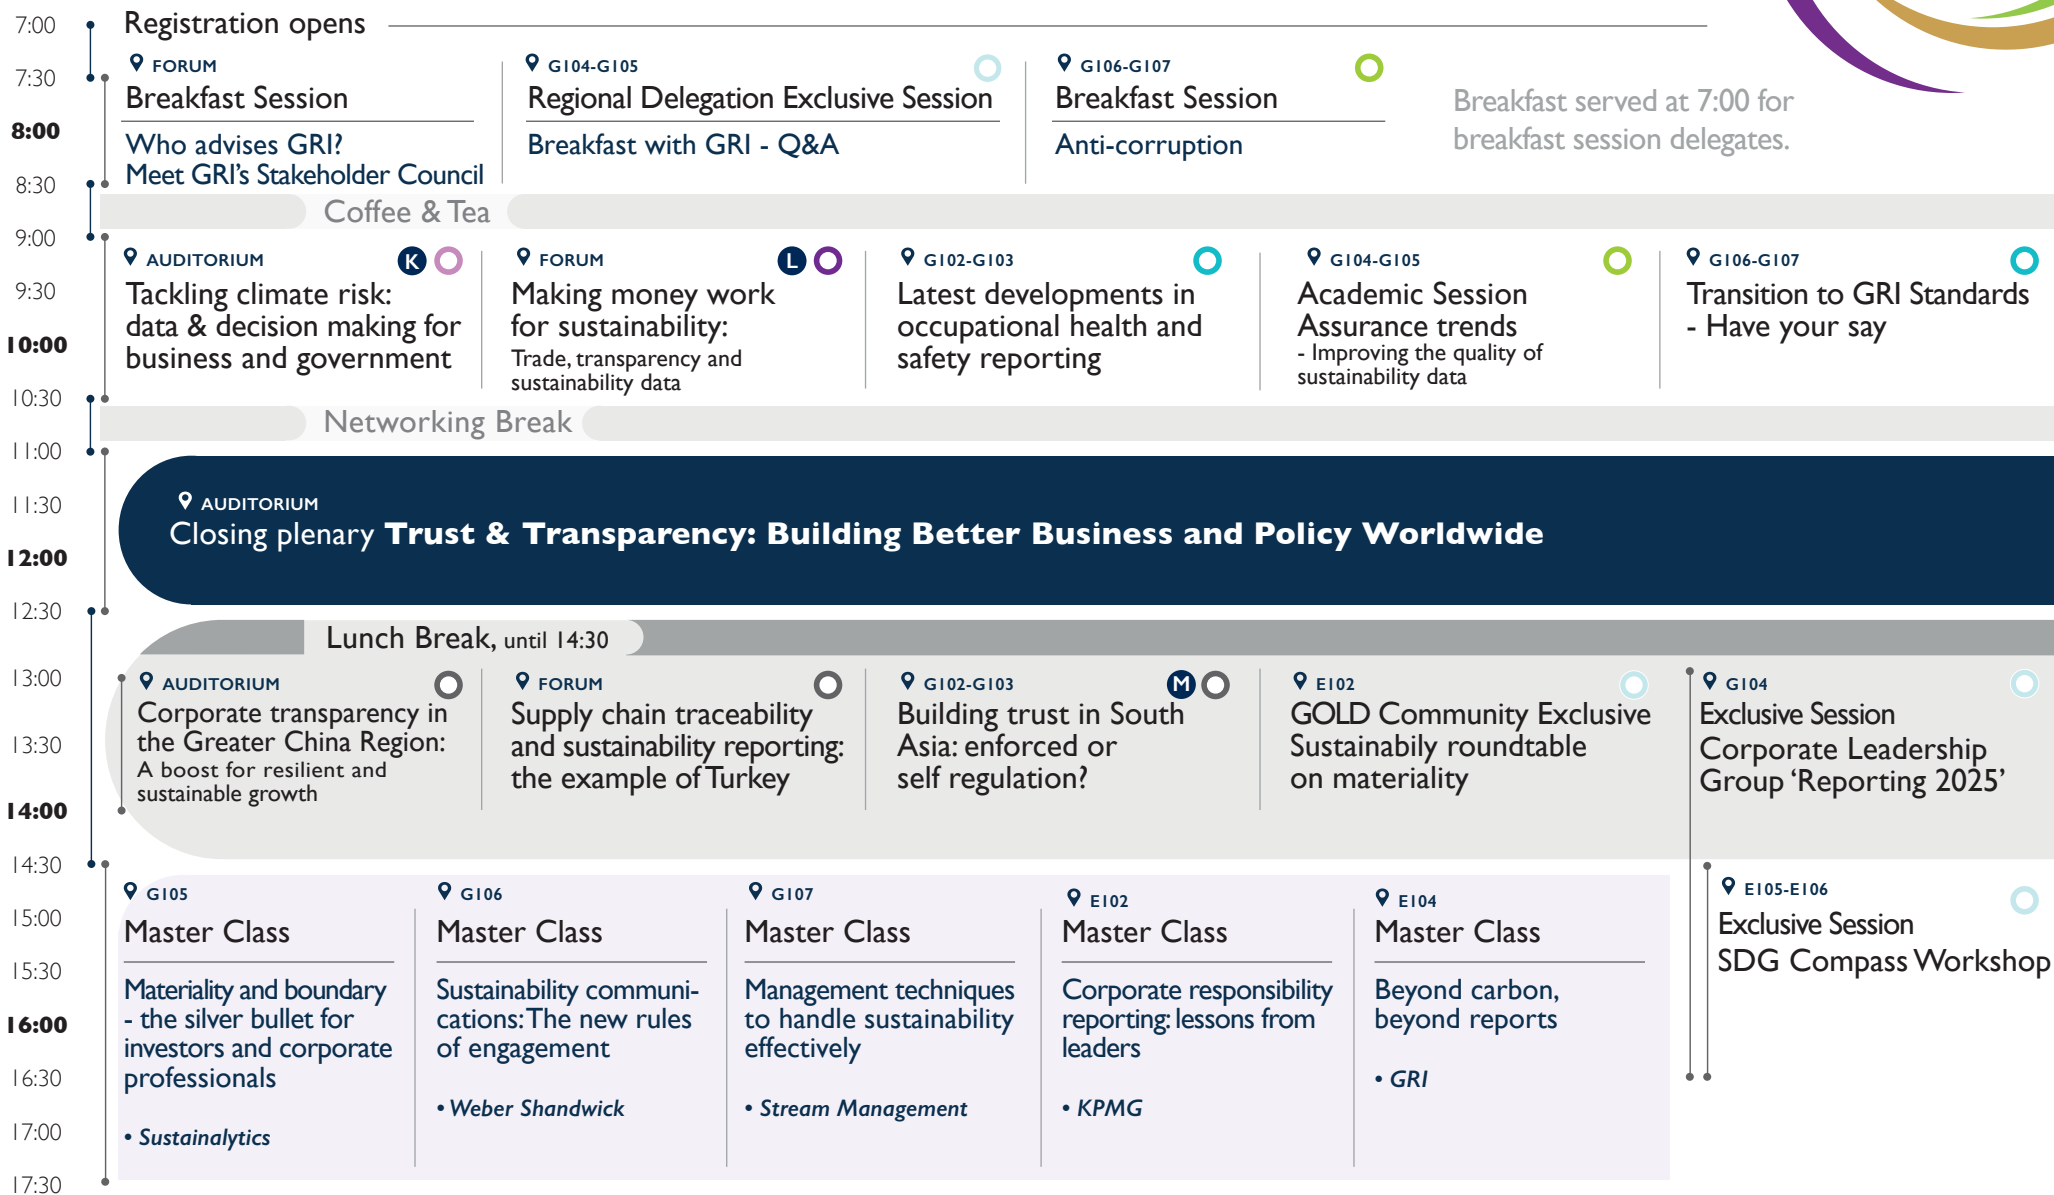 7:00
Registration opens
7:30
8:00
8:30
FORUM
Breakfast Session
Who advises GRI?
Meet GRI's Stakeholder Council
G104-G105
Regional Delegation Exclusive Session
Breakfast with GRI - Q&A
G106-G107
Breakfast Session
Anti-corruption
Breakfast served at 7:00 for
breakfast session delegates.
Coffee & Tea
9:00
9:30
10:00
10:30
AUDITORIUM
K
Tackling climate risk:
data & decision making for
business and government
FORUM
L
Making money work
for sustainability:
Trade, transparency and
sustainability data
G102-G103
Latest developments in
occupational health and
safety reporting
G104-G105
Academic Session
Assurance trends
- Improving the quality of
sustainability data
G106-G107
Transition to GRI Standards
- Have your say
Networking Break
11:00
11:30
12:00
12:30
AUDITORIUM
Closing plenary Trust & Transparency: Building Better Business and Policy Worldwide
Lunch Break, until 14:30
13:00
13:30
14:00
AUDITORIUM
Corporate transparency in
the Greater China Region:
A boost for resilient and
sustainable growth
FORUM
Supply chain traceability
and sustainability reporting:
the example of Turkey
G102-G103
M
Building trust in South
Asia: enforced or
self regulation?
E102
GOLD Community Exclusive
Sustainabily roundtable
on materiality
G104
Exclusive Session
Corporate Leadership
Group ‘Reporting 2025’
14:30
15:00
15:30
16:00
16:30
17:00
17:30
G105
Master Class
Materiality and boundary
- the silver bullet for
investors and corporate
professionals
• Sustainalytics
G106
Master Class
Sustainability communi-
cations: The new rules
of engagement
• Weber Shandwick
G107
Master Class
Management techniques
to handle sustainability
effectively
• Stream Management
E102
Master Class
Corporate responsibility
reporting: lessons from
leaders
• KPMG
E104
Master Class
Beyond carbon,
beyond reports
• GRI
E105-E106
Exclusive Session
SDG Compass Workshop